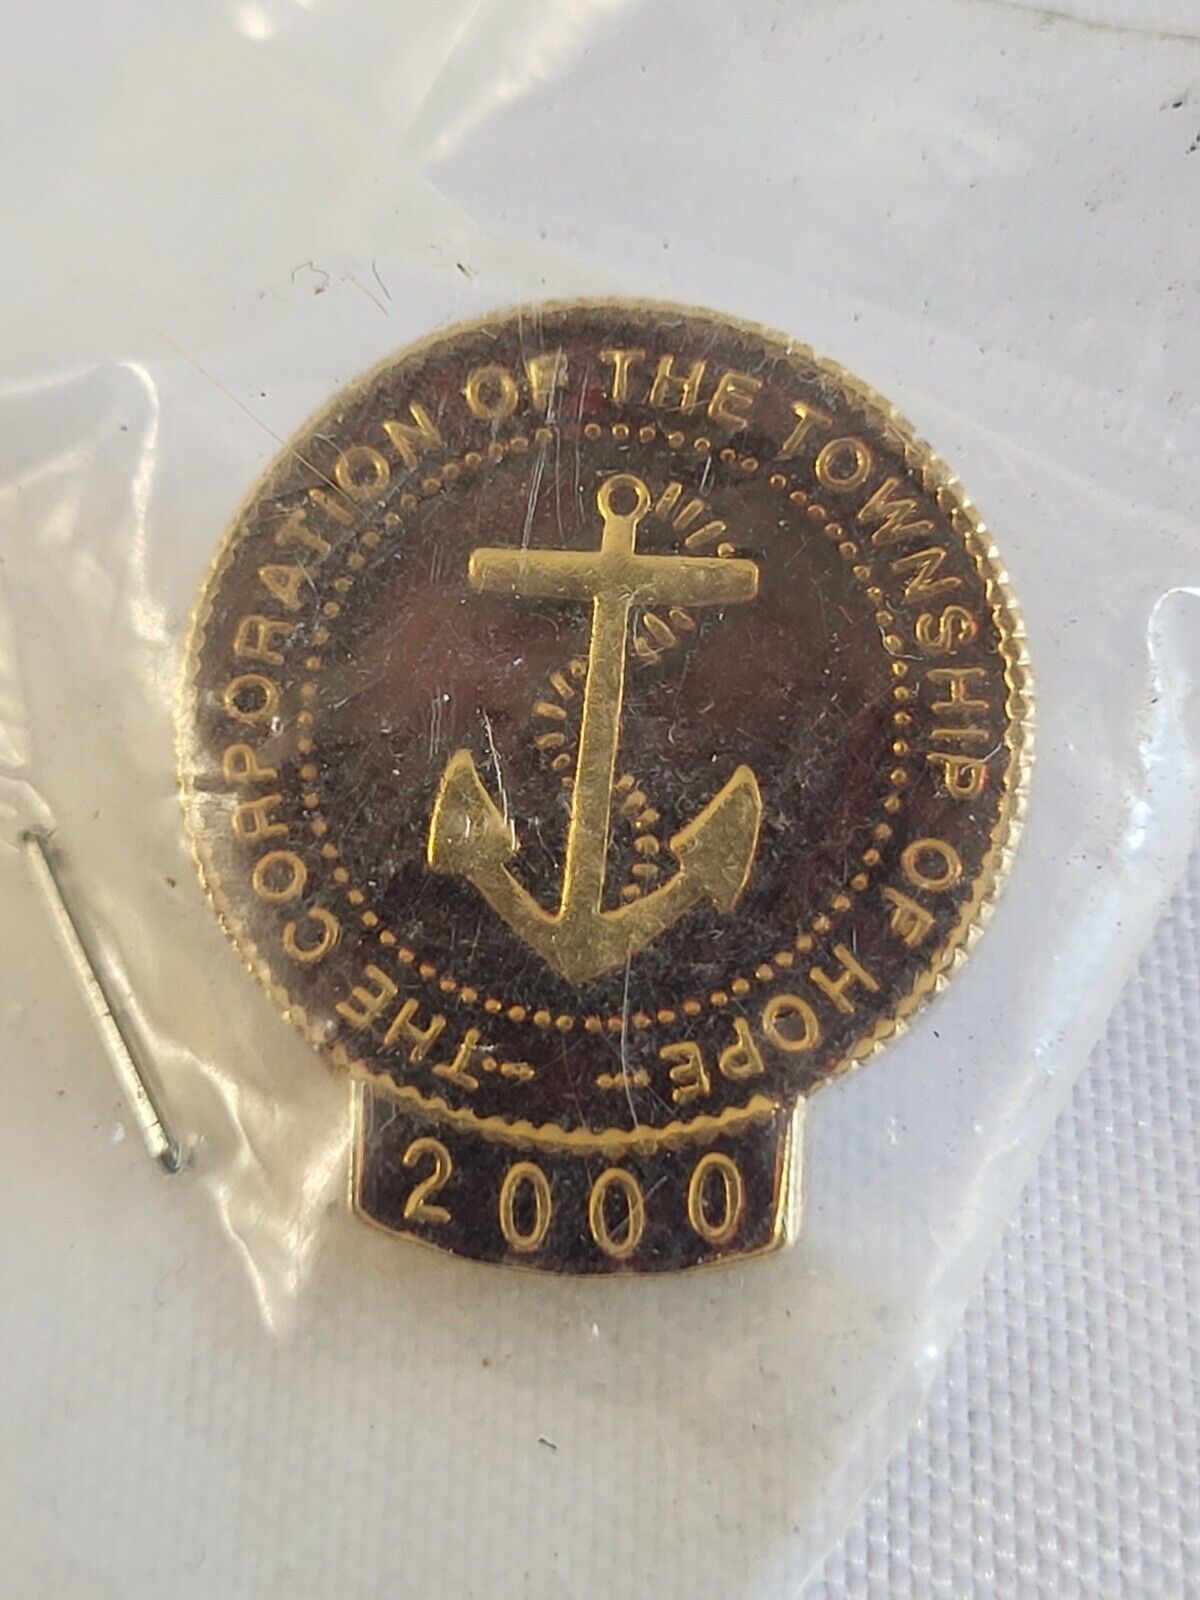 THE CORPORATION OF THE TOWNSHIP OF HOPE
2000